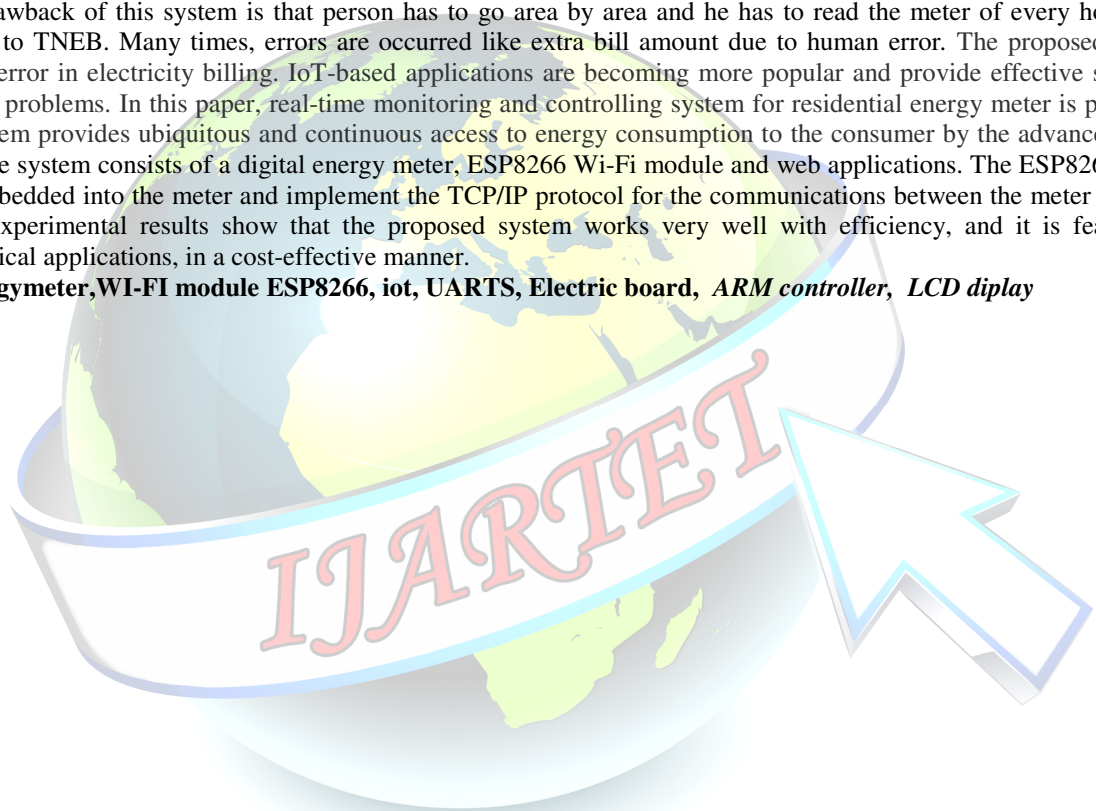 awback of this system is that person has to go area by area and he has to read the meter of every ho
to TNEB. Many times, errors are occurred like extra bill amount due to human error. The proposed
error in electricity billing. IoT-based applications are becoming more popular and provide effective s
problems. In this paper, real-time monitoring and controlling system for residential energy meter is p
em provides ubiquitous and continuous access to energy consumption to the consumer by the advance
e system consists of a digital energy meter, ESP8266 Wi-Fi module and web applications. The ESP826
bedded into the meter and implement the TCP/IP protocol for the communications between the meter
xperimental results show that the proposed system works very well with efficiency, and it is fea
ical applications, in a cost-effective manner.
gymeter,WI-FI module ESP8266, iot, UARTS, Electric board, ARM controller, LCD diplay
IJARTET